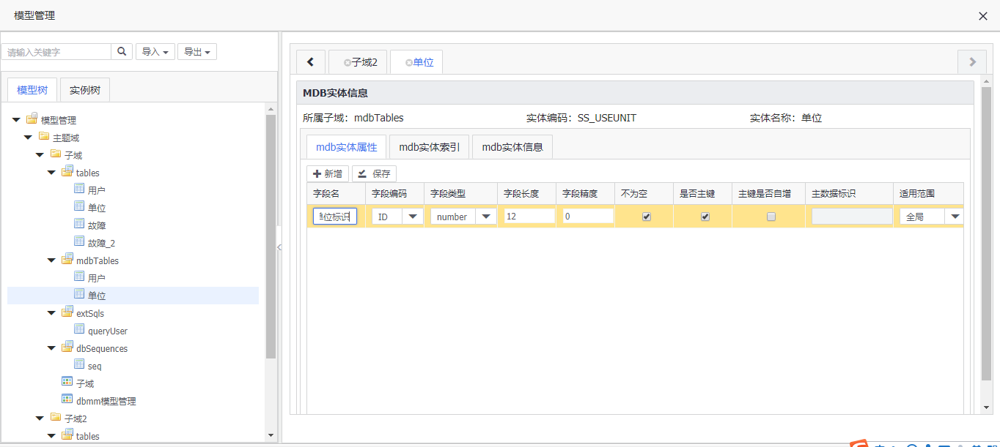 模型管理
请输入关键字
导入
导出
模型树 实例树
模型管理
主题域
子域
tables
用户
单位
故障
故障_2
mdbTables
用户
单位
extSqls
queryUser
dbSequences
seq
子域
dbmm模型管理
子域2
tables
子域2 单位
MDB实体信息
所属子域：mdbTables 实体编码：SS_USEUNIT 实体名称：单位
mdb实体属性 mdb实体索引 mdb实体信息
新增 保存
字段名 字段编码 字段类型 字段长度 字段精度 不为空 是否主键 主键是否自增 主数据标识 适用范围
位标识 ID number 12 0 全局